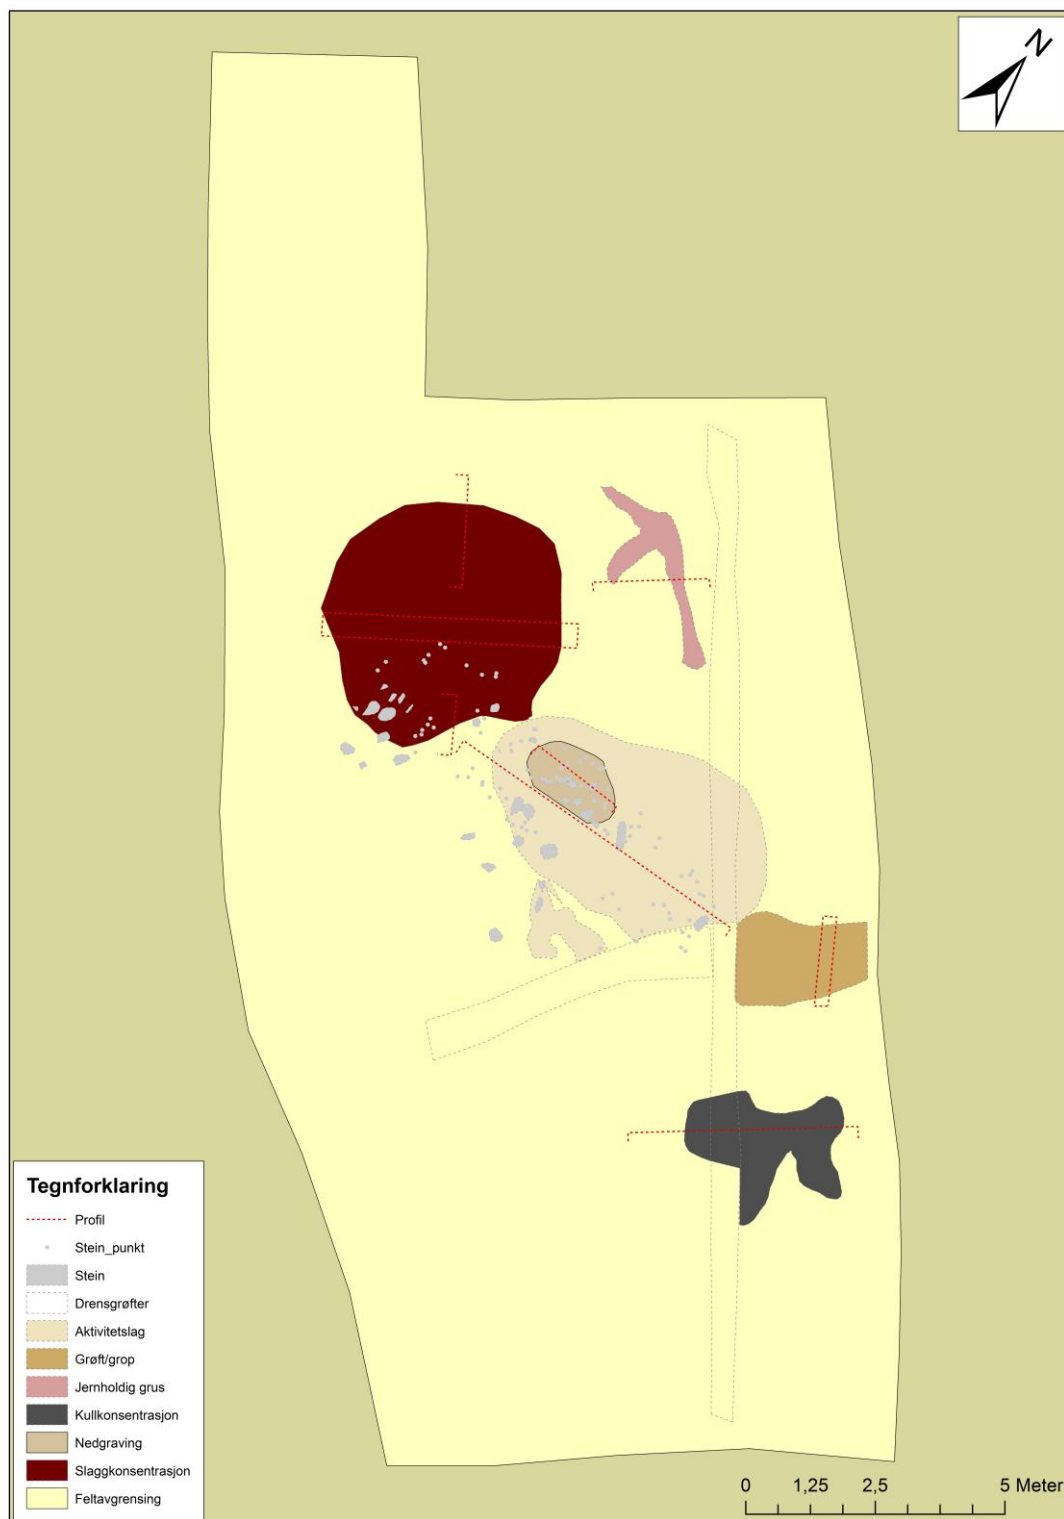 N
Tegnforklaring
Profil
Stein_punkt
Stein
Drensgrøfter
Aktivitetslag
Grøft/grop
Jernholdig grus
Kullkonsentrasjon
Nedgraving
Slaggkonsentrasjon
Feltavgrensing
0 1,25 2,5 5 Meter